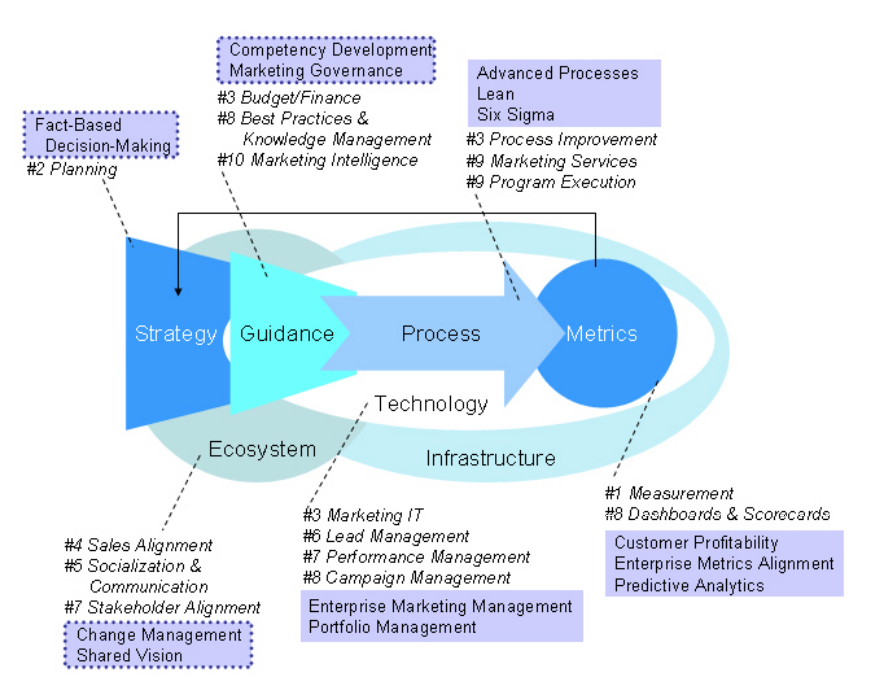 Competency Development
Marketing Governance
#3 Budget/Finance
#8 Best Practices &
Knowledge Management
#10 Marketing Intelligence
Advanced Processes
Lean
Six Sigma
#3 Process Improvement
#9 Marketing Services
#9 Program Execution
Fact-Based
Decision-Making
#2 Planning
Strategy
Guidance
Process
Metrics
Technology
Ecosystem
Infrastructure
#4 Sales Alignment
#5 Socialization &
Communication
#7 Stakeholder Alignment
Change Management
Shared Vision
#3 Marketing IT
#6 Lead Management
#7 Performance Management
#8 Campaign Management
Enterprise Marketing Management
Portfolio Management
#1 Measurement
#8 Dashboards & Scorecards
Customer Profitability
Enterprise Metrics Alignment
Predictive Analytics